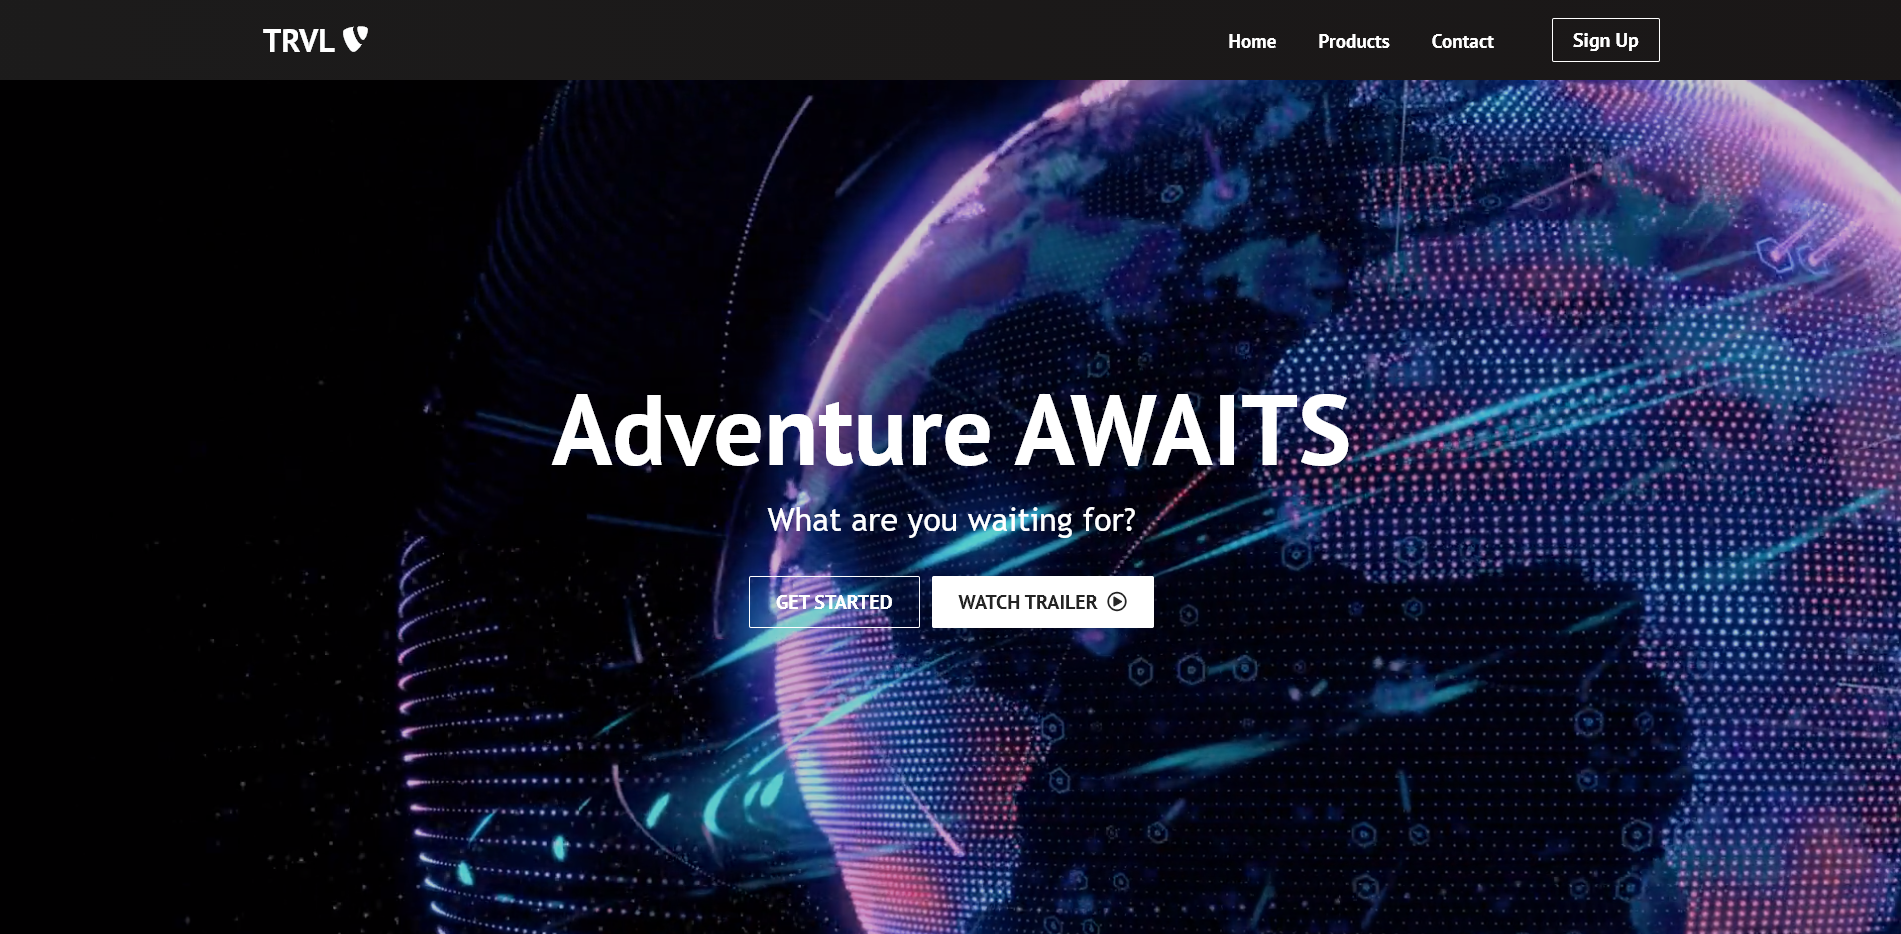 TRVL
Home Products Contact Sign Up
Adventure AWAITS
What are you waiting for?
GET STARTED WATCH TRAILER